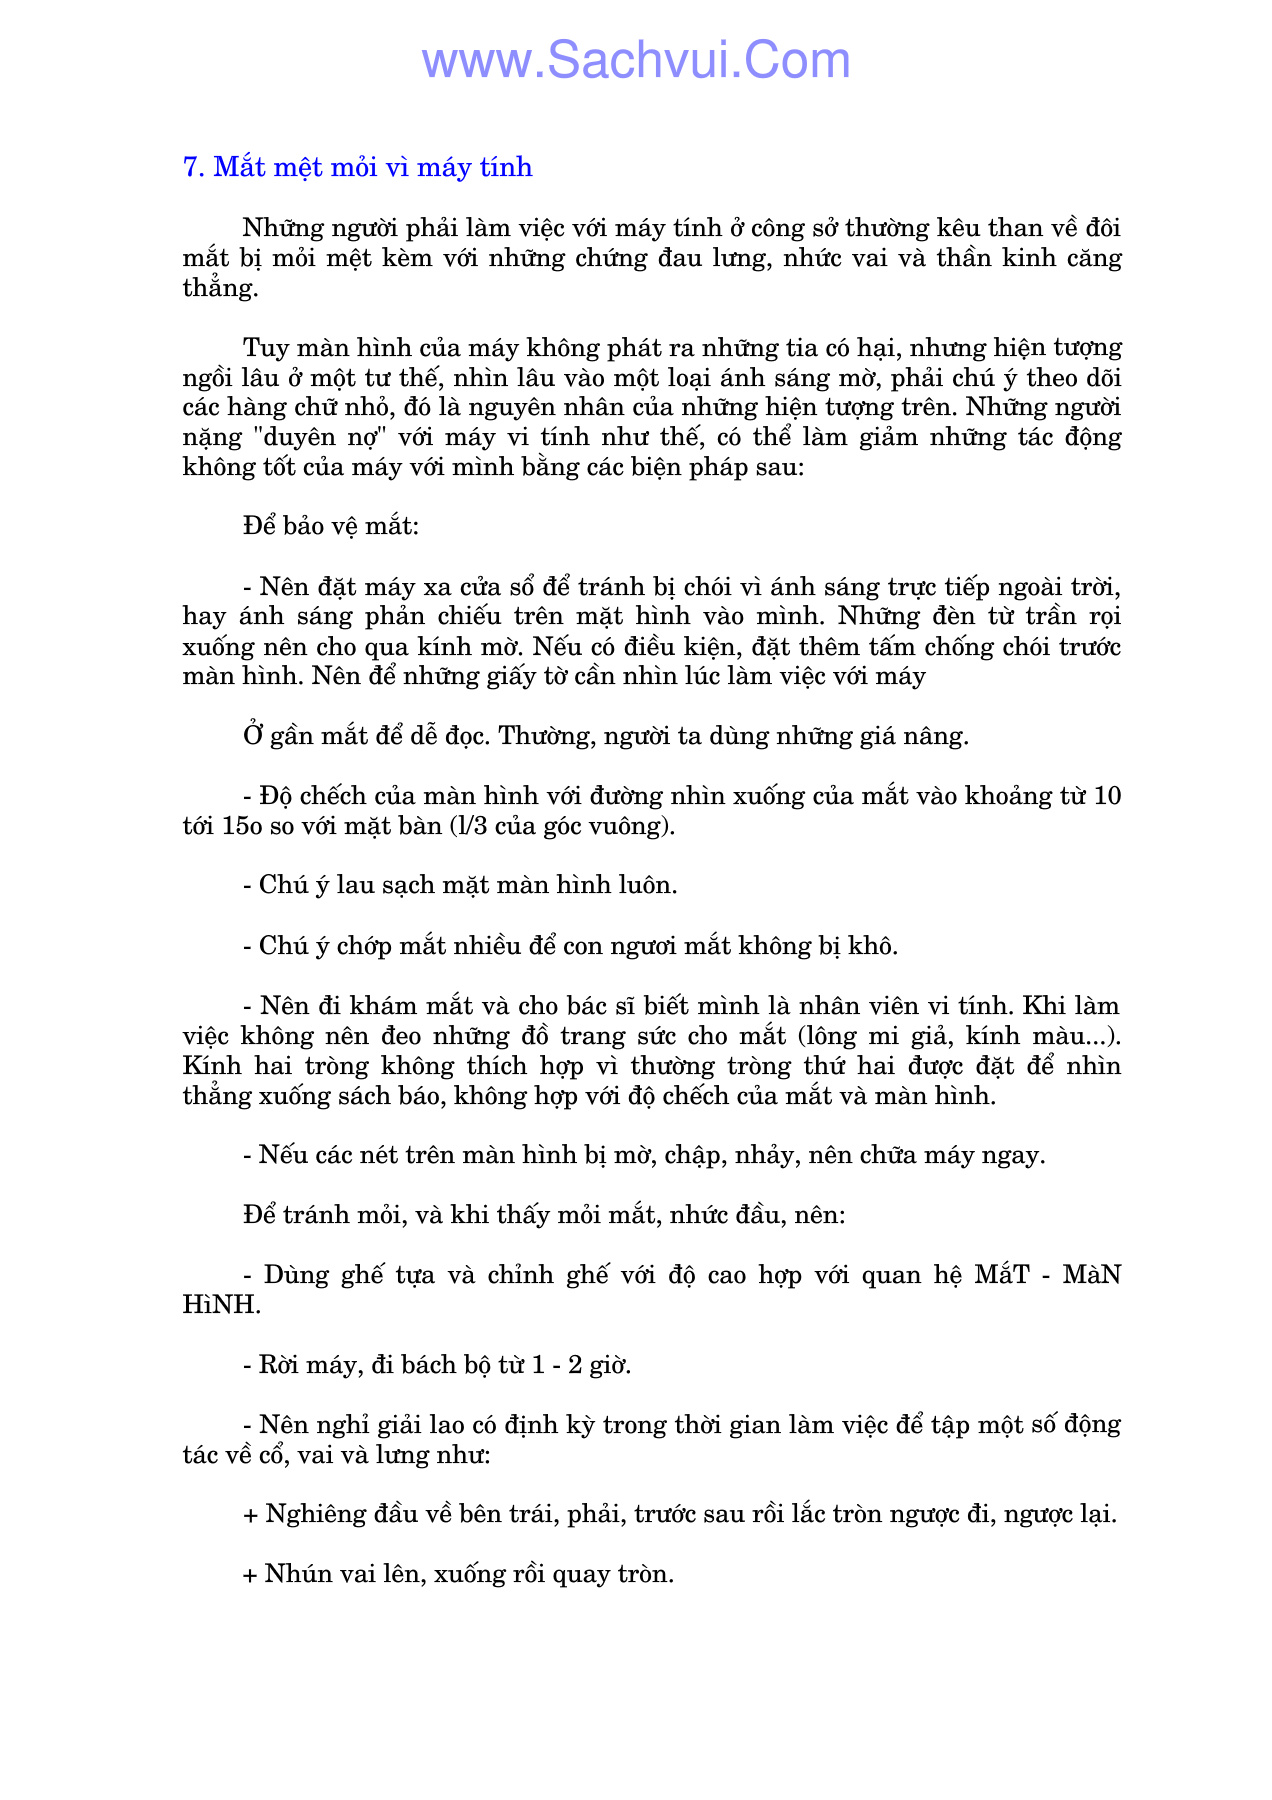 www.Sachvui.Com
7. Mắt mệt mỏi vì máy tính
Những người phải làm việc với máy tính ở công sở thường kêu than về đôi
mắt bị mỏi mệt kèm với những chứng đau lưng, nhức vai và thần kinh căng
thẳng.
Tuy màn hình của máy không phát ra những tia có hại, nhưng hiện tượng
ngồi lâu ở một tư thế, nhìn lâu vào một loại ánh sáng mờ, phải chú ý theo dõi
các hàng chữ nhỏ, đó là nguyên nhân của những hiện tượng trên. Những người
nặng "duyên nợ" với máy vi tính như thế, có thể làm giảm những tác động
không tốt của máy với mình bằng các biện pháp sau:
Để bảo vệ mắt:
- Nên đặt máy xa cửa sổ để tránh bị chói vì ánh sáng trực tiếp ngoài trời,
hay ánh sáng phản chiếu trên mặt hình vào mình. Những đèn từ trần rọi
xuống nên cho qua kính mờ. Nếu có điều kiện, đặt thêm tấm chống chói trước
màn hình. Nên để những giấy tờ cần nhìn lúc làm việc với máy
Ở gần mắt để dễ đọc. Thường, người ta dùng những giá nâng.
- Độ chếch của màn hình với đường nhìn xuống của mắt vào khoảng từ 10
tới 15o so với mặt bàn (l/3 của góc vuông).
- Chú ý lau sạch mặt màn hình luôn.
- Chú ý chớp mắt nhiều để con ngươi mắt không bị khô.
- Nên đi khám mắt và cho bác sĩ biết mình là nhân viên vi tính. Khi làm
việc không nên đeo những đồ trang sức cho mắt (lông mi giả, kính màu...).
Kính hai tròng không thích hợp vì thường tròng thứ hai được đặt để nhìn
thẳng xuống sách báo, không hợp với độ chếch của mắt và màn hình.
- Nếu các nét trên màn hình bị mờ, chập, nhảy, nên chữa máy ngay.
Để tránh mỏi, và khi thấy mỏi mắt, nhức đầu, nên:
- Dùng ghế tựa và chỉnh ghế với độ cao hợp với quan hệ MắT - MàN
HìNH.
- Rời máy, đi bách bộ từ 1 - 2 giờ.
- Nên nghỉ giải lao có định kỳ trong thời gian làm việc để tập một số động
tác về cổ, vai và lưng như:
+ Nghiêng đầu về bên trái, phải, trước sau rồi lắc tròn ngược đi, ngược lại.
+ Nhún vai lên, xuống rồi quay tròn.